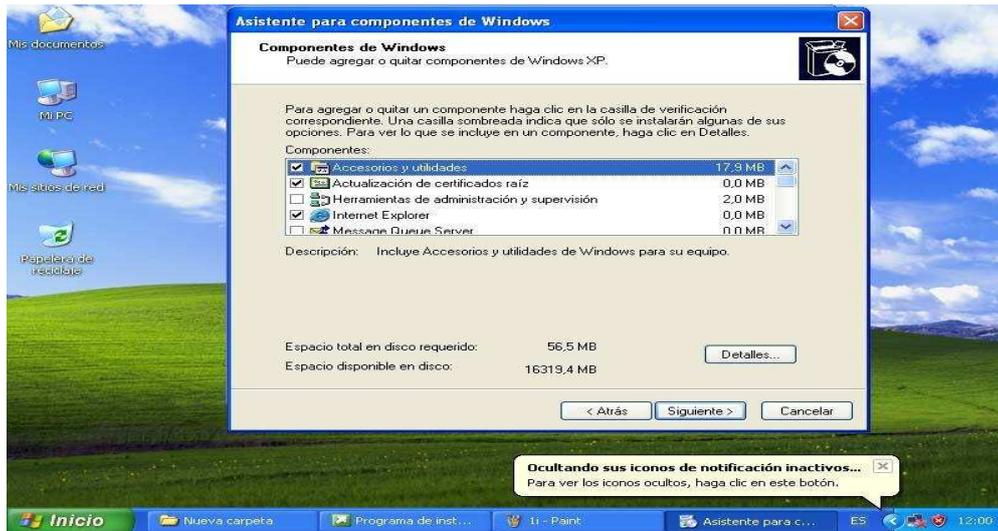 Mis documentos
Mi PC
Mis sitios de red
Papelera de
reciclaje
Asistente para componentes de Windows
Componentes de Windows
Puede agregar o quitar componentes de Windows XP.
Para agregar o quitar un componente haga clic en la casilla de verificación
correspondiente. Una casilla sombreada indica que sólo se instalarán algunas de sus
opciones. Para ver lo que se incluye en un componente, haga clic en Detalles.
Componentes:
Accesorios y utilidades 17,9 MB
Actualización de certificados raíz 0,0 MB
Herramientas de administración y supervisión 2,0 MB
Internet Explorer 0,0 MB
Message Queue Server 0,0 MB
Descripción: Incluye Accesorios y utilidades de Windows para su equipo.
Espacio total en disco requerido: 56,5 MB
Espacio disponible en disco: 16319,4 MB
Detalles...
< Atrás Siguiente > Cancelar
Ocultando sus iconos de notificación inactivos...
Para ver los iconos ocultos, haga clic en este botón.
Inicio Nueva carpeta Programa de inst... 1i - Paint Asistente para c... ES 12:00